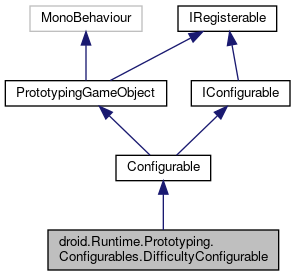 MonoBehaviour
IRegisterable
PrototypingGameObject
IConfigurable
Configurable
droid.Runtime.Prototyping.
Configurables.DifficultyConfigurable